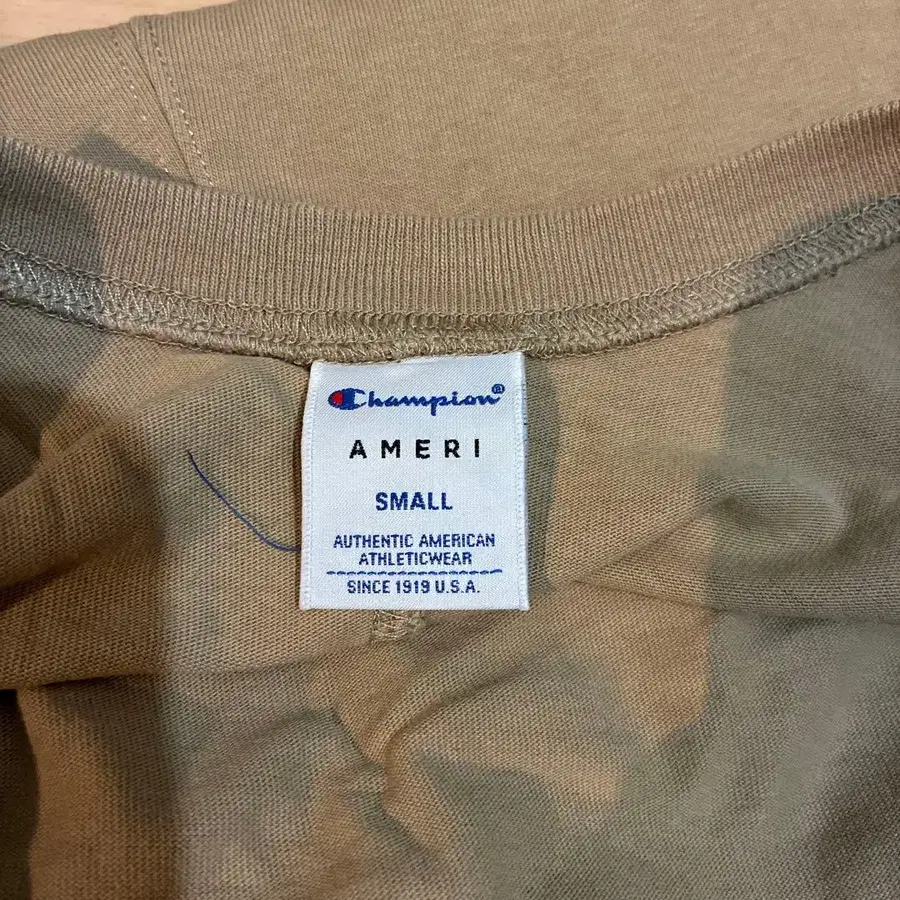 Champion®
AMERI
SMALL
AUTHENTIC AMERICAN
ATHLETICWEAR
SINCE 1919 U.S.A.